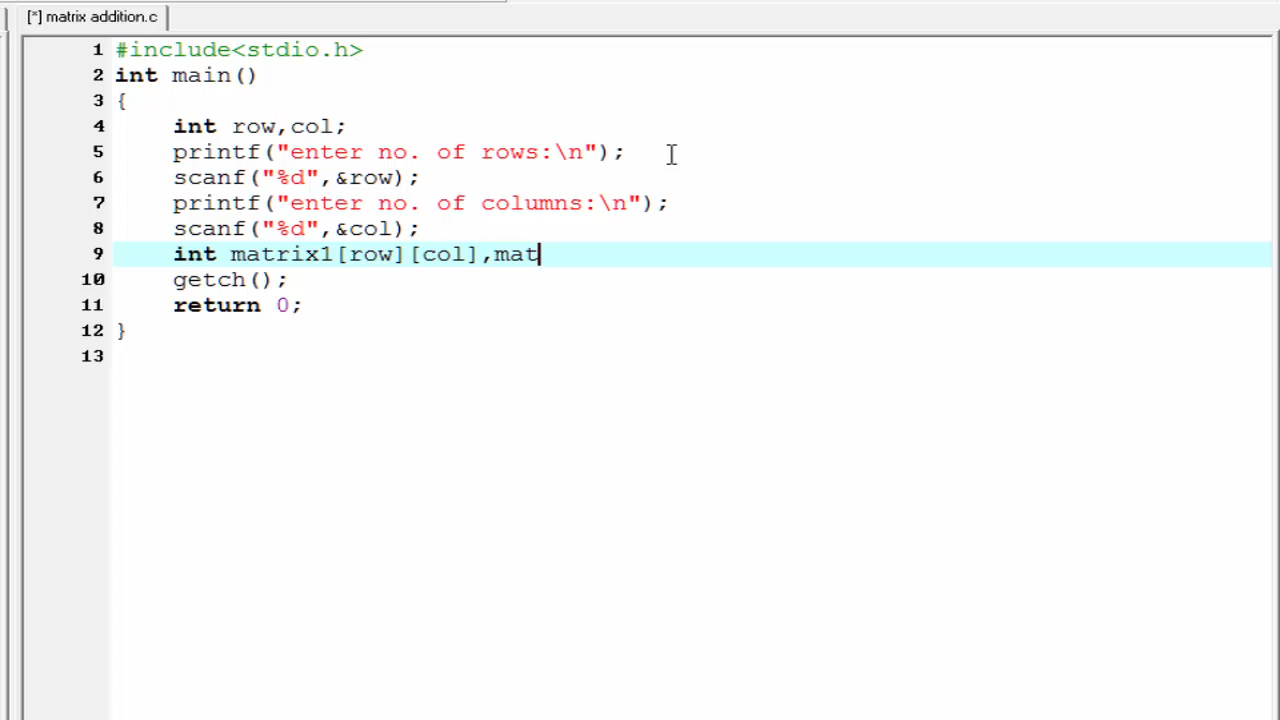 [*] matrix addition.c
1 #include<stdio.h>
2 int main()
3 {
4 int row,col;
5 printf("enter no. of rows:\n");
6 scanf("%d",&row);
7 printf("enter no. of columns:\n");
8 scanf("%d",&col);
9 int matrix1[row][col],mat
10 getch();
11 return 0;
12 }
13